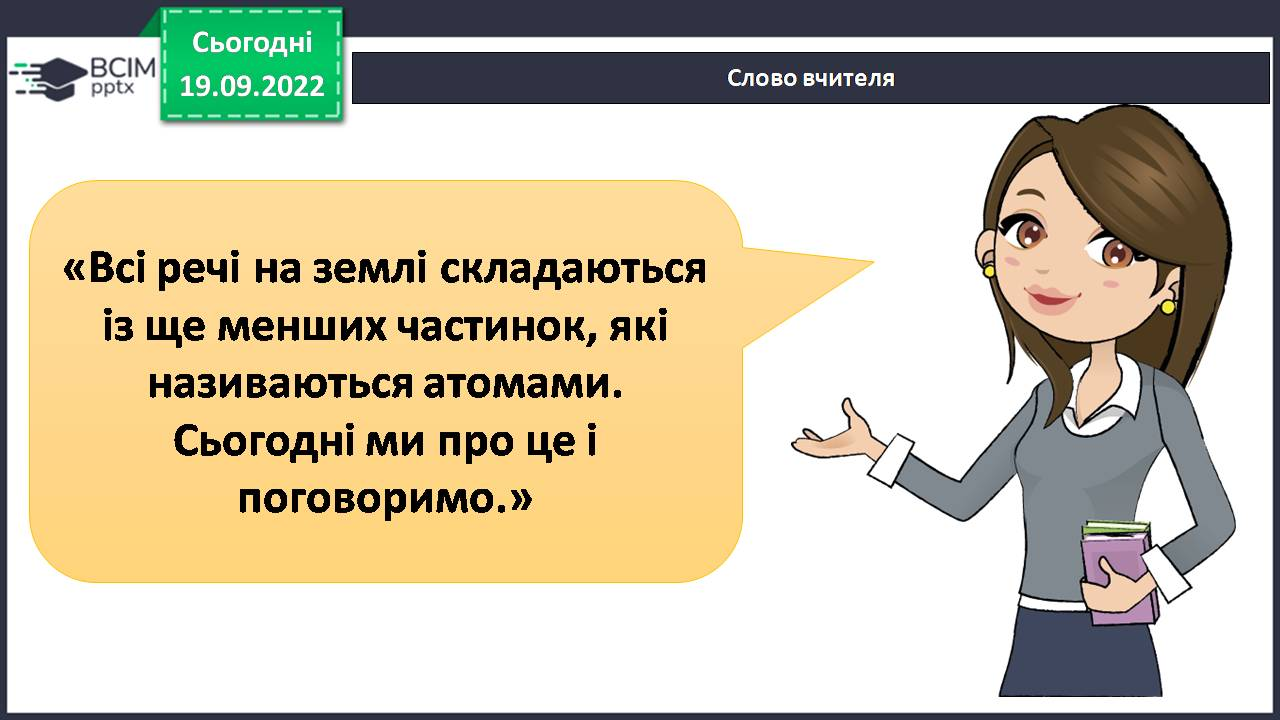 Сьогодні
19.09.2022
BCIM
pptx
Слово вчителя
«Всі речі на землі складаються
із ще менших частинок, які
називаються атомами.
Сьогодні ми про це і
поговоримо.»